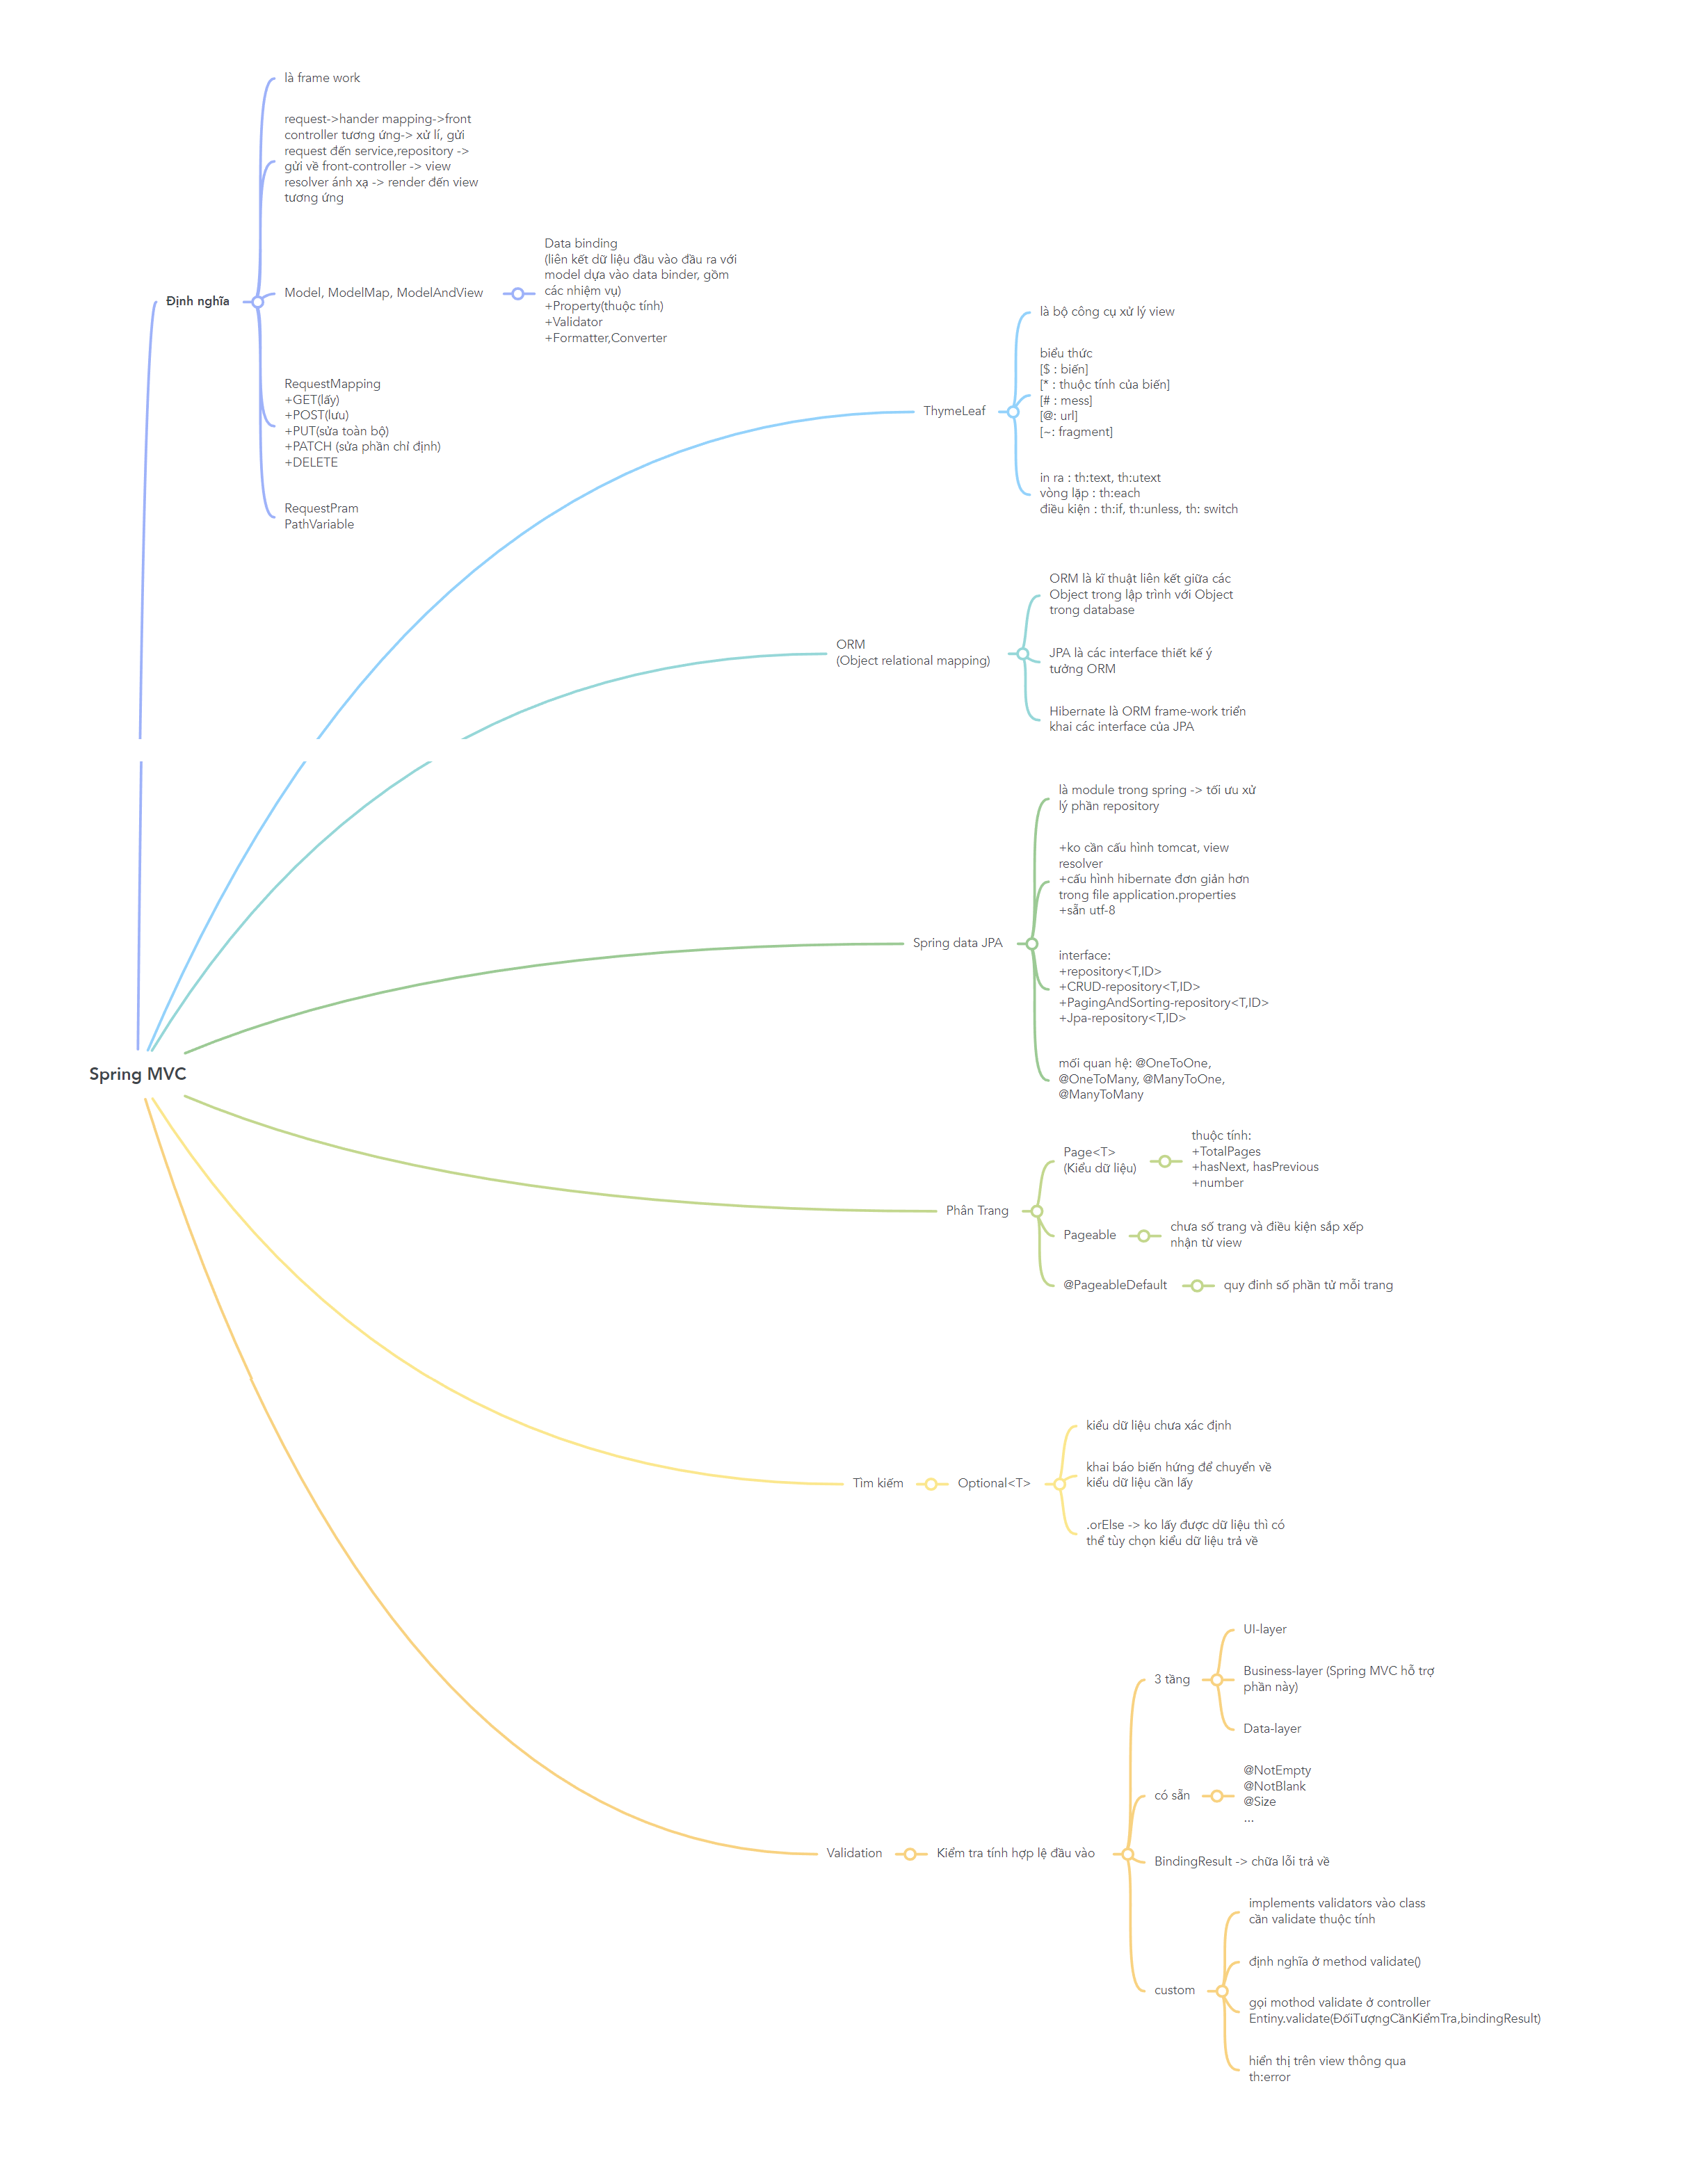 là frame work
request->hander mapping->front
controller tương ứng-> xử lí, gửi
request đến service,repository ->
gửi về front-controller -> view
resolver ánh xạ -> render đến view
tương ứng
Định nghĩa
Model, ModelMap, ModelAndView
Data binding
(liên kết dữ liệu đầu vào đầu ra với
model dựa vào data binder, gồm
các nhiệm vụ)
+Property(thuộc tính)
+Validator
+Formatter,Converter
RequestMapping
+GET(lấy)
+POST(lưu)
+PUT(sửa toàn bộ)
+PATCH (sửa phần chỉ định)
+DELETE
RequestPram
PathVariable
ThymeLeaf
là bộ công cụ xử lý view
biểu thức
[$ : biến]
[* : thuộc tính của biến]
[# : mess]
[@: url]
[~: fragment]
in ra : th:text, th:utext
vòng lặp : th:each
điều kiện : th:if, th:unless, th: switch
ORM
(Object relational mapping)
ORM là kĩ thuật liên kết giữa các
Object trong lập trình với Object
trong database
JPA là các interface thiết kế ý
tưởng ORM
Hibernate là ORM frame-work triển
khai các interface của JPA
Spring data JPA
là module trong spring -> tối ưu xử
lý phần repository
+ko cần cấu hình tomcat, view
resolver
+cấu hình hibernate đơn giản hơn
trong file application.properties
+sẵn utf-8
interface:
+repository<T,ID>
+CRUD-repository<T,ID>
+PagingAndSorting-repository<T,ID>
+Jpa-repository<T,ID>
mối quan hệ: @OneToOne,
@OneToMany, @ManyToOne,
@ManyToMany
Spring MVC
Phân Trang
Page<T>
(Kiểu dữ liệu)
thuộc tính:
+TotalPages
+hasNext, hasPrevious
+number
Pageable
chưa số trang và điều kiện sắp xếp
nhận từ view
@PageableDefault
quy đinh số phần tử mỗi trang
Tìm kiếm
Optional<T>
kiểu dữ liệu chưa xác định
khai báo biến hứng để chuyển về
kiểu dữ liệu cần lấy
.orElse -> ko lấy được dữ liệu thì có
thể tùy chọn kiểu dữ liệu trả về
Validation
Kiểm tra tính hợp lệ đầu vào
3 tầng
UI-layer
Business-layer (Spring MVC hỗ trợ
phần này)
Data-layer
có sẵn
@NotEmpty
@NotBlank
@Size
...
BindingResult -> chữa lỗi trả về
custom
implements validators vào class
cần validate thuộc tính
định nghĩa ở method validate()
gọi mothod validate ở controller
Entiny.validate(ĐốiTượngCầnKiểmTra,bindingResult)
hiển thị trên view thông qua
th:error